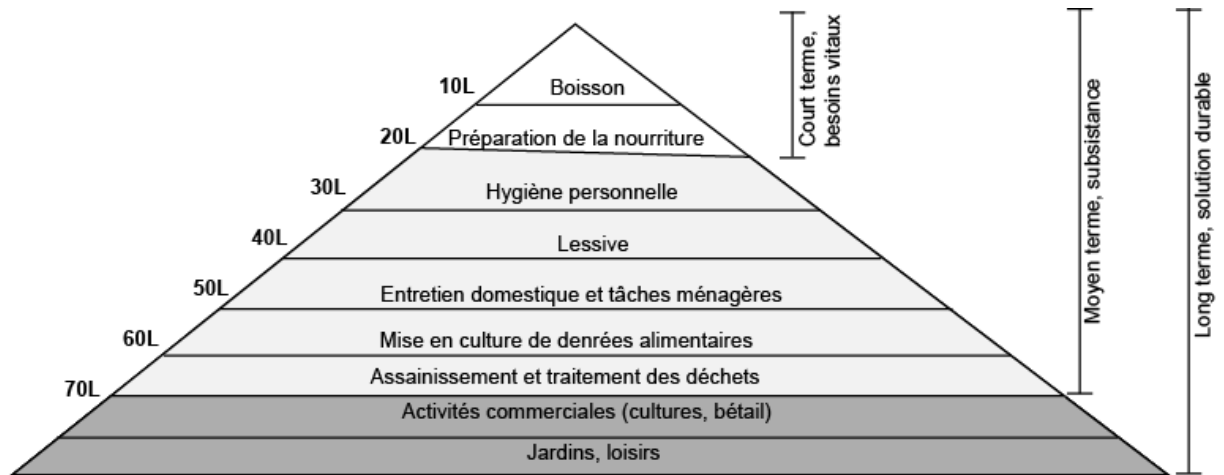 10L
Boisson
20L
Préparation de la nourriture
30L
Hygiène personnelle
40L
Lessive
50L
Entretien domestique et tâches ménagères
60L
Mise en culture de denrées alimentaires
70L
Assainissement et traitement des déchets
Activités commerciales (cultures, bétail)
Jardins, loisirs
Court terme,
besoins vitaux
Moyen terme, subsistance
Long terme, solution durable